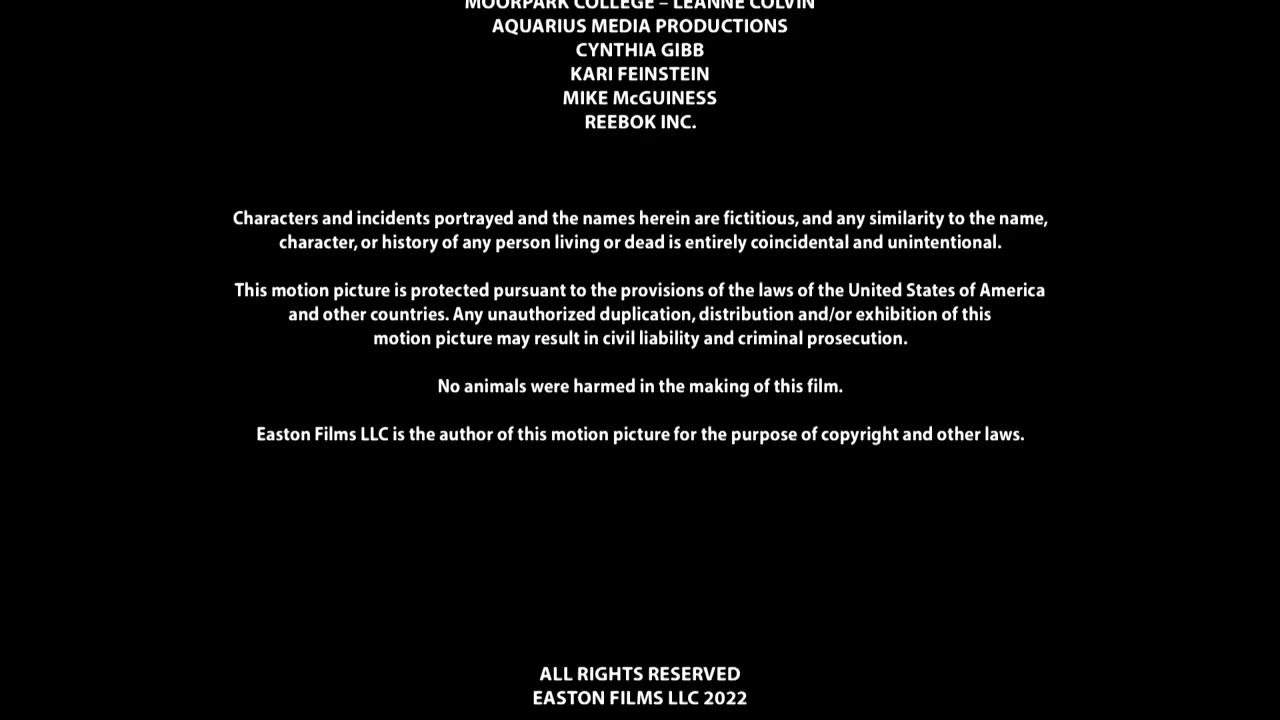 MOORPARK COLLEGE – LEANNE COLVIN
AQUARIUS MEDIA PRODUCTIONS
CYNTHIA GIBB
KARI FEINSTEIN
MIKE McGUINESS
REEBOK INC.
Characters and incidents portrayed and the names herein are fictitious, and any similarity to the name,
character, or history of any person living or dead is entirely coincidental and unintentional.
This motion picture is protected pursuant to the provisions of the laws of the United States of America
and other countries. Any unauthorized duplication, distribution and/or exhibition of this
motion picture may result in civil liability and criminal prosecution.
No animals were harmed in the making of this film.
Easton Films LLC is the author of this motion picture for the purpose of copyright and other laws.
ALL RIGHTS RESERVED
EASTON FILMS LLC 2022